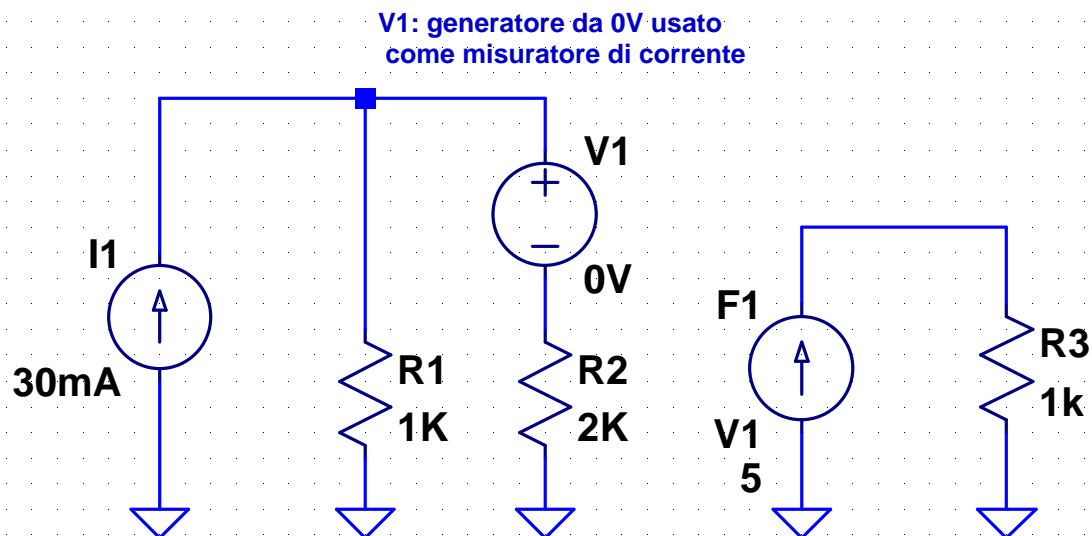 V1: generatore da 0V usato
come misuratore di corrente
V1
I1
0V
F1
R1
R2
R3
30mA
1K
2K
1k
V1
5